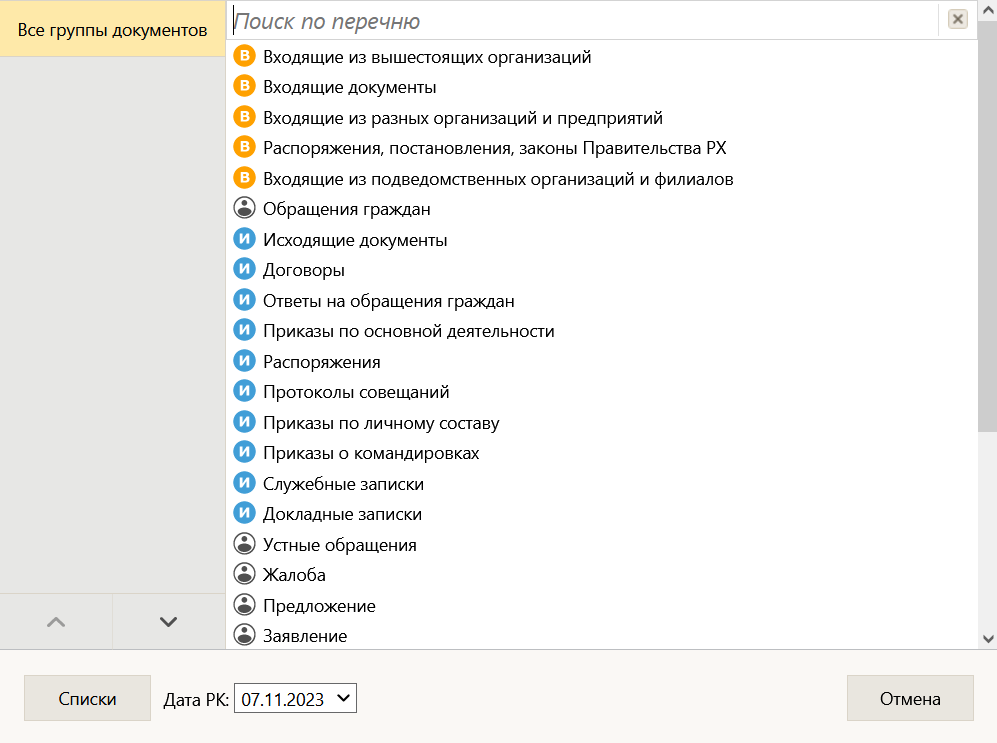 Все группы документов
Поиск по перечню
В Входящие из вышестоящих организаций
В Входящие документы
В Входящие из разных организаций и предприятий
В Распоряжения, постановления, законы Правительства РХ
В Входящие из подведомственных организаций и филиалов
Обращения граждан
И Исходящие документы
И Договоры
И Ответы на обращения граждан
И Приказы по основной деятельности
И Распоряжения
И Протоколы совещаний
И Приказы по личному составу
И Приказы о командировках
И Служебные записки
И Докладные записки
Устные обращения
Жалоба
Предложение
Заявление
Списки
Дата РК: 07.11.2023
Отмена